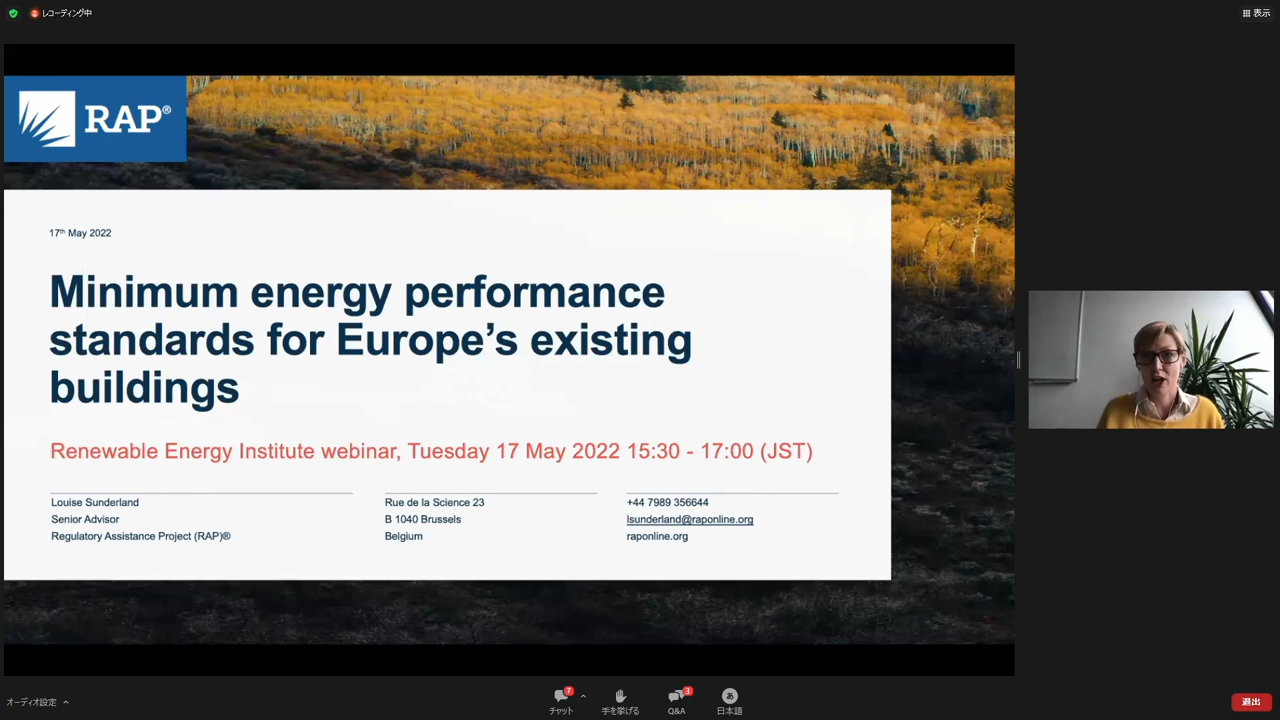 レコーディング中
表示
RAP®
17th May 2022
Minimum energy performance
standards for Europe’s existing
buildings
Renewable Energy Institute webinar, Tuesday 17 May 2022 15:30 - 17:00 (JST)
Louise Sunderland
Senior Advisor
Regulatory Assistance Project (RAP)®
Rue de la Science 23
B 1040 Brussels
Belgium
+44 7989 356644
lsunderland@raponline.org
raponline.org
オーディオ設定
7
チャット
手を挙げる
3
Q&A
あ
日本語
退出